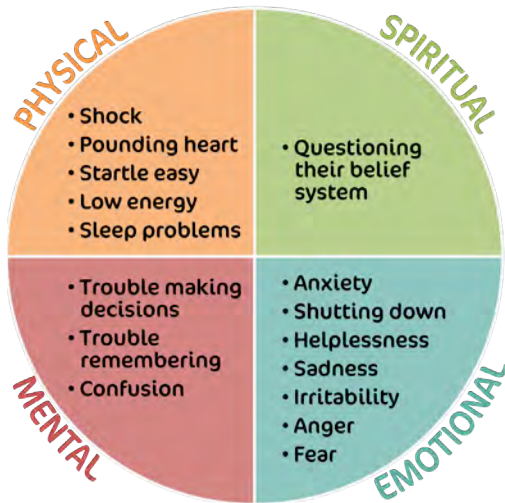 PHYSICAL
• Shock
• Pounding heart
• Startle easy
• Low energy
• Sleep problems
SPIRITUAL
• Questioning
their belief
system
MENTAL
• Trouble making
decisions
• Trouble
remembering
• Confusion
EMOTIONAL
• Anxiety
• Shutting down
• Helplessness
• Sadness
• Irritability
• Anger
• Fear